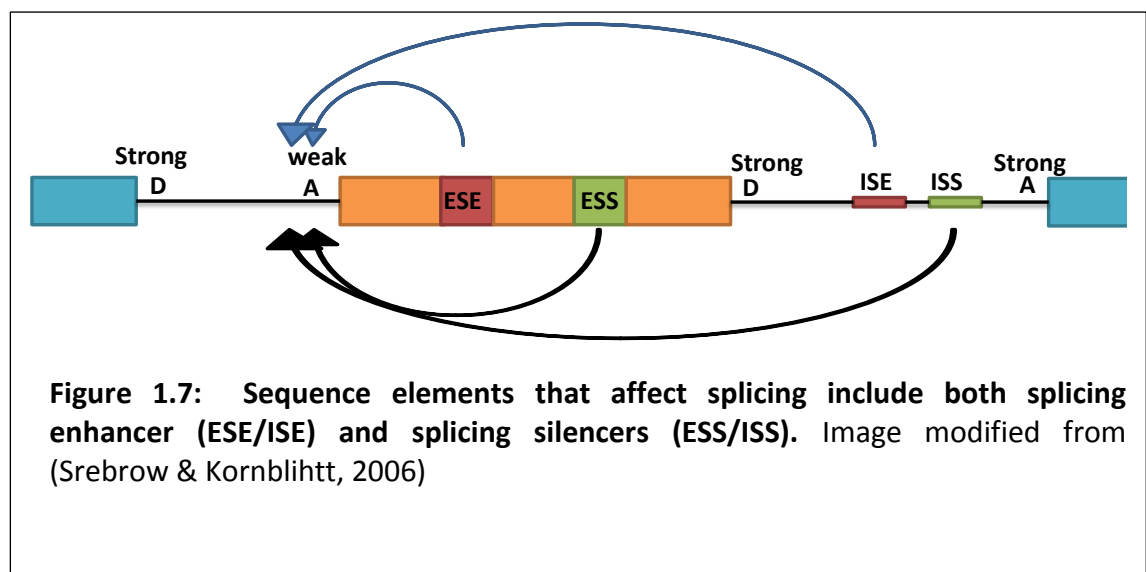 Strong
D
weak
A
ESE
ESS
Strong
D
ISE
ISS
Strong
A
Figure 1.7: Sequence elements that affect splicing include both splicing
enhancer (ESE/ISE) and splicing silencers (ESS/ISS). Image modified from
(Srebrow & Kornblihtt, 2006)